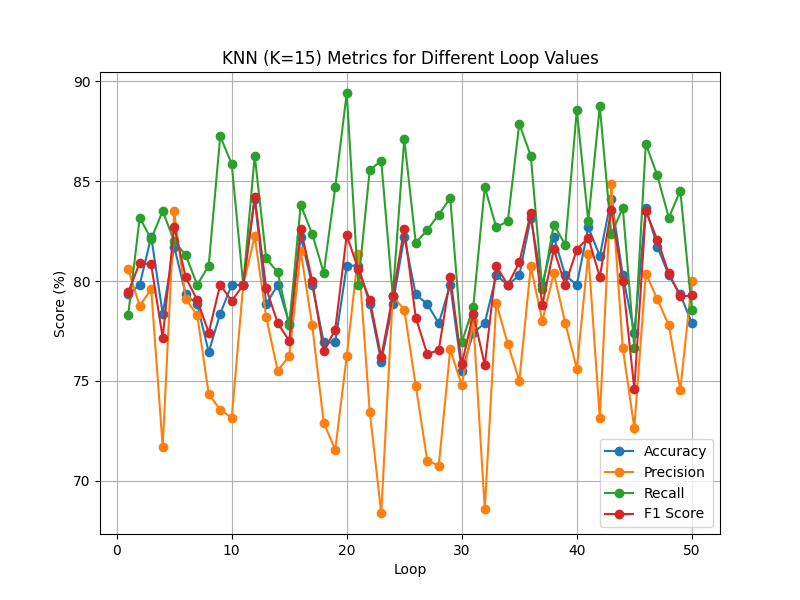 KNN (K=15) Metrics for Different Loop Values
Score (%)
90
85
80
75
70
0
10
20
30
40
50
Loop
Accuracy
Precision
Recall
F1 Score